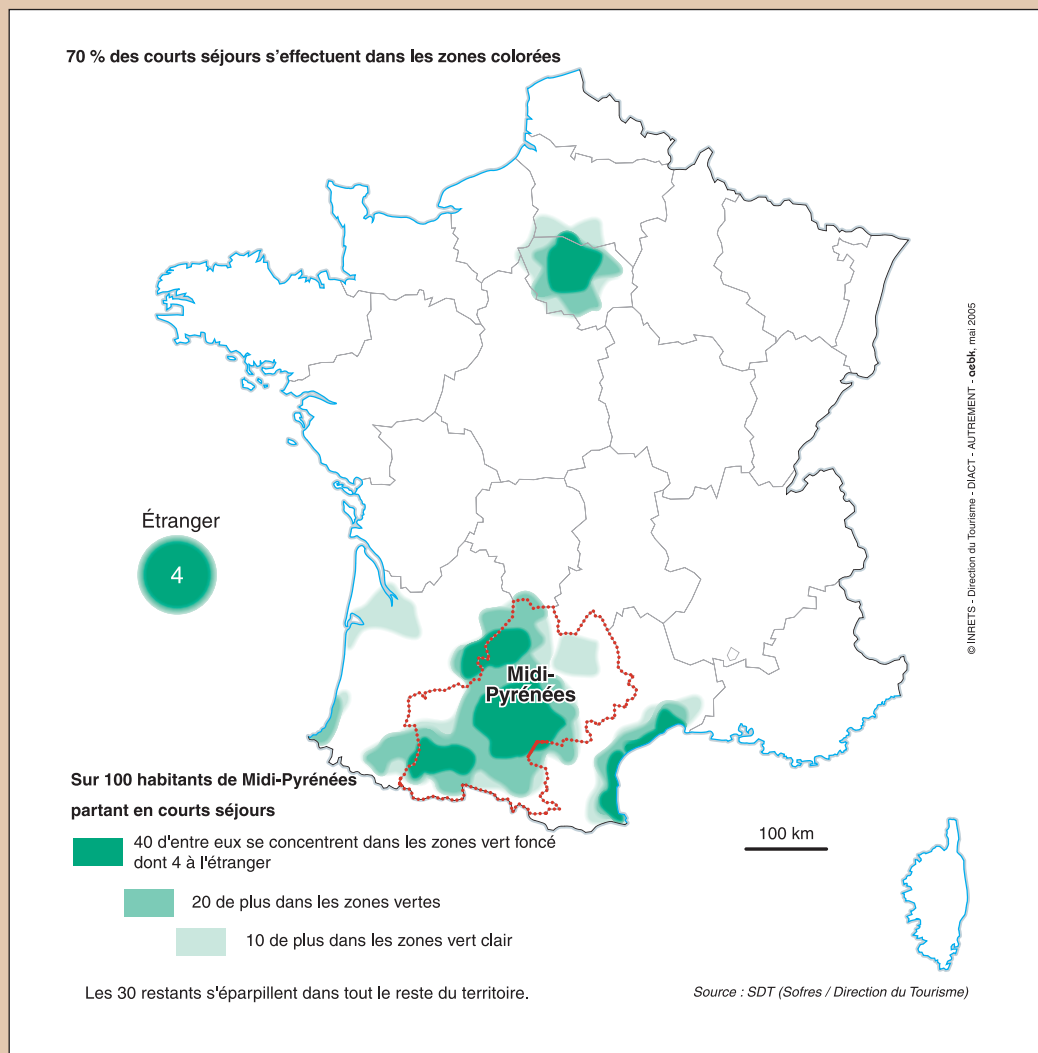 70 % des courts séjours s'effectuent dans les zones colorées
© INRETS - Direction du Tourisme - DIACT - AUTREMENT - aebk, mai 2005
Étranger
4
Midi-
Pyrénées
Sur 100 habitants de Midi-Pyrénées
partant en courts séjours
100 km
40 d'entre eux se concentrent dans les zones vert foncé
dont 4 à l'étranger
20 de plus dans les zones vertes
10 de plus dans les zones vert clair
Les 30 restants s'éparpillent dans tout le reste du territoire.
Source : SDT (Sofres / Direction du Tourisme)